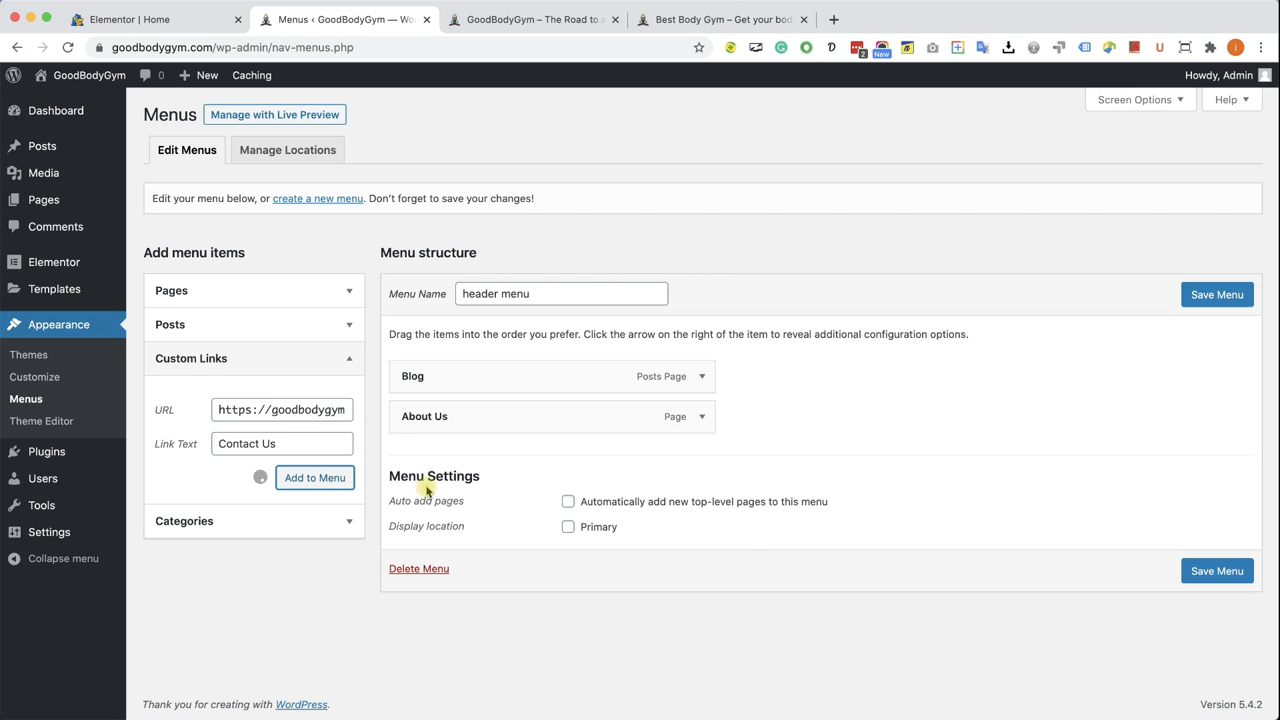 Elementor | Home
Menus ‹ GoodBodyGym — Wo
GoodBodyGym – The Road to a
Best Body Gym – Get your bod
goodbodygym.com/wp-admin/nav-menus.php
2
New
GoodBodyGym
0
New
Caching
Howdy, Admin
Dashboard
Posts
Media
Pages
Comments
Elementor
Templates
Appearance
Themes
Customize
Menus
Theme Editor
Plugins
Users
Tools
Settings
Collapse menu
Menus
Manage with Live Preview
Screen Options
Help
Edit Menus
Manage Locations
Edit your menu below, or create a new menu. Don’t forget to save your changes!
Add menu items
Pages
Posts
Custom Links
URL
https://goodbodygym
Link Text
Contact Us
Add to Menu
Categories
Menu structure
Menu Name
header menu
Save Menu
Drag the items into the order you prefer. Click the arrow on the right of the item to reveal additional configuration options.
Blog
Posts Page
About Us
Page
Menu Settings
Auto add pages
Automatically add new top-level pages to this menu
Display location
Primary
Delete Menu
Save Menu
Thank you for creating with WordPress.
Version 5.4.2